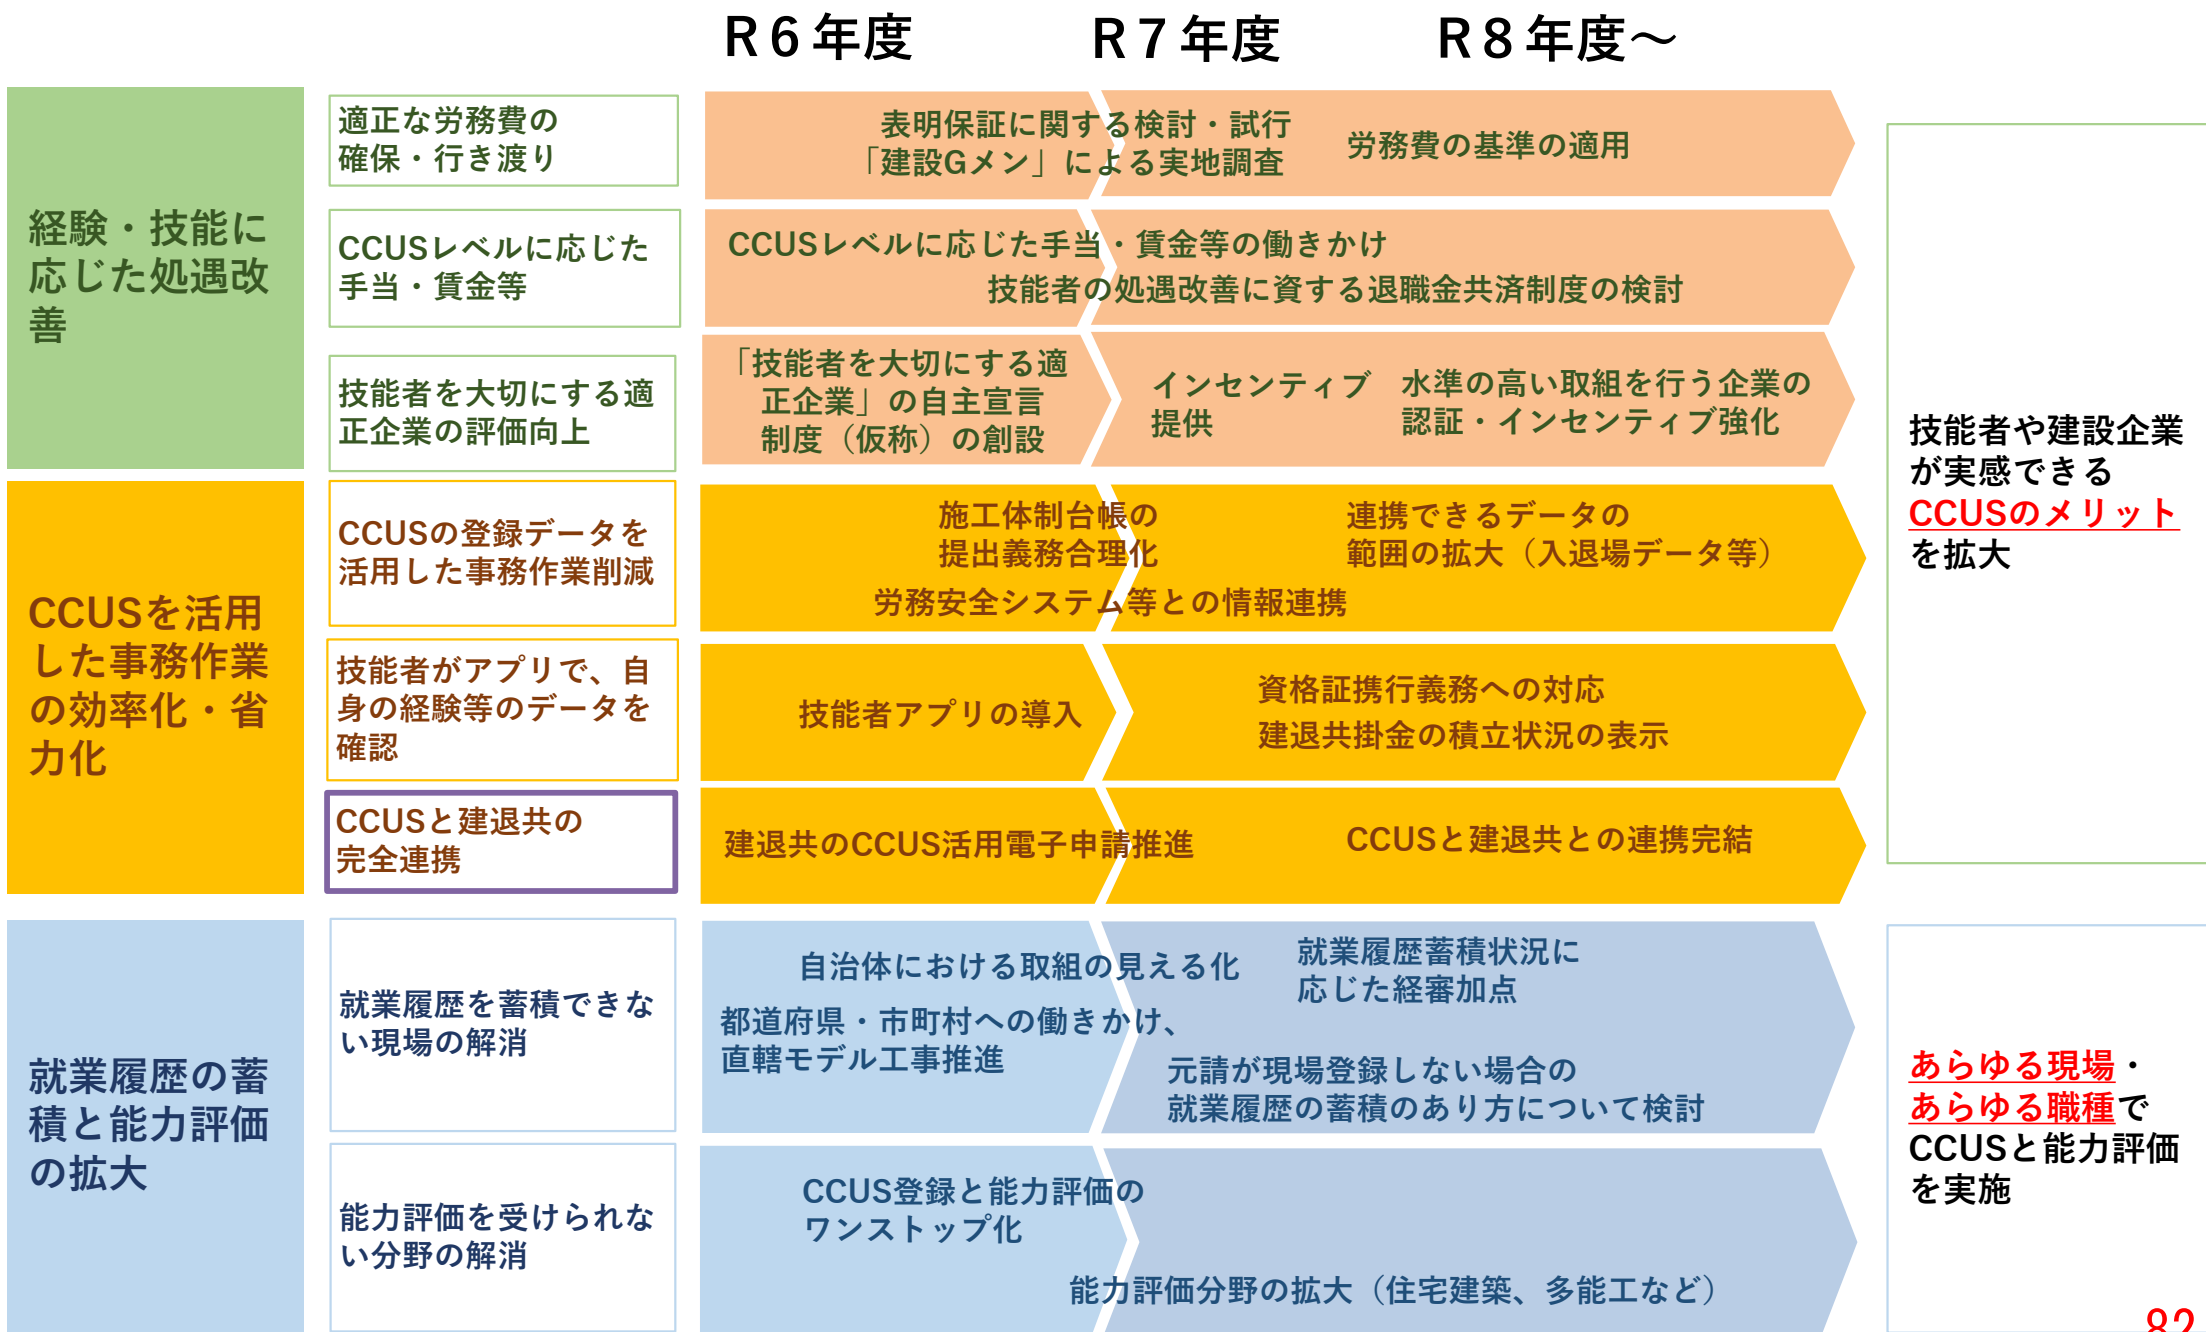 R６年度
R７年度
R８年度～
経験・技能に
応じた処遇改
善
適正な労務費の
確保・行き渡り
表明保証に関する検討・試行
「建設Gメン」による実地調査
労務費の基準の適用
CCUSレベルに応じた
手当・賃金等
CCUSレベルに応じた手当・賃金等の働きかけ
技能者の処遇改善に資する退職金共済制度の検討
技能者を大切にする適
正企業の評価向上
「技能者を大切にする適
正企業」の自主宣言
制度（仮称）の創設
インセンティブ
提供
水準の高い取組を行う企業の
認証・インセンティブ強化
CCUSを活用
した事務作業
の効率化・省
力化
CCUSの登録データを
活用した事務作業削減
施工体制台帳の
提出義務合理化
連携できるデータの
範囲の拡大（入退場データ等）
労務安全システム等との情報連携
技能者がアプリで、自
身の経験等のデータを
確認
技能者アプリの導入
資格証携行義務への対応
建退共掛金の積立状況の表示
CCUSと建退共の
完全連携
建退共のCCUS活用電子申請推進
CCUSと建退共との連携完結
技能者や建設企業
が実感できる
CCUSのメリット
を拡大
就業履歴の蓄
積と能力評価
の拡大
就業履歴を蓄積できな
い現場の解消
自治体における取組の見える化
就業履歴蓄積状況に
応じた経審加点
都道府県・市町村への働きかけ、
直轄モデル工事推進
元請が現場登録しない場合の
就業履歴の蓄積のあり方について検討
能力評価を受けられな
い分野の解消
CCUS登録と能力評価の
ワンストップ化
能力評価分野の拡大（住宅建築、多能工など）
あらゆる現場・
あらゆる職種で
CCUSと能力評価
を実施
82